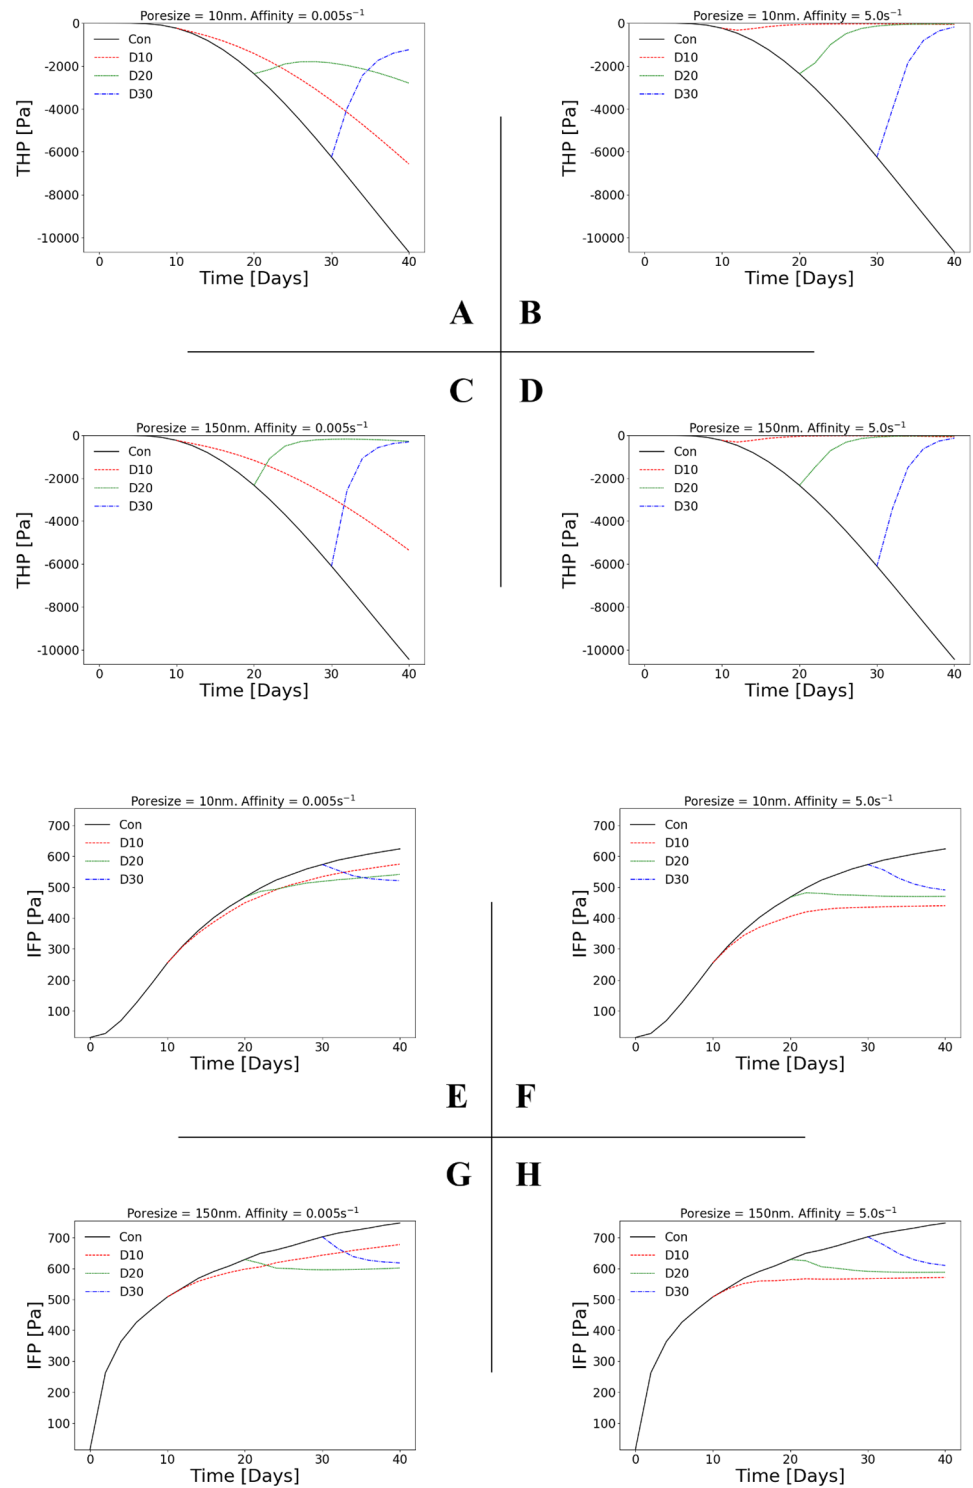 Poresize = 10nm. Affinity = 0.005s⁻¹
0
-2000
-4000
-6000
-8000
-10000
THP [Pa]
Con
D10
D20
D30
0 10 20 30 40
Time [Days]
Poresize = 10nm. Affinity = 5.0s⁻¹
0
-2000
-4000
-6000
-8000
-10000
THP [Pa]
Con
D10
D20
D30
0 10 20 30 40
Time [Days]
A B
C D
Poresize = 150nm. Affinity = 0.005s⁻¹
0
-2000
-4000
-6000
-8000
-10000
THP [Pa]
Con
D10
D20
D30
0 10 20 30 40
Time [Days]
Poresize = 150nm. Affinity = 5.0s⁻¹
0
-2000
-4000
-6000
-8000
-10000
THP [Pa]
Con
D10
D20
D30
0 10 20 30 40
Time [Days]
Poresize = 10nm. Affinity = 0.005s⁻¹
700
600
500
400
300
200
100
IFP [Pa]
Con
D10
D20
D30
0 10 20 30 40
Time [Days]
Poresize = 10nm. Affinity = 5.0s⁻¹
700
600
500
400
300
200
100
IFP [Pa]
Con
D10
D20
D30
0 10 20 30 40
Time [Days]
E F
G H
Poresize = 150nm. Affinity = 0.005s⁻¹
700
600
500
400
300
200
100
IFP [Pa]
Con
D10
D20
D30
0 10 20 30 40
Time [Days]
Poresize = 150nm. Affinity = 5.0s⁻¹
700
600
500
400
300
200
100
IFP [Pa]
Con
D10
D20
D30
0 10 20 30 40
Time [Days]